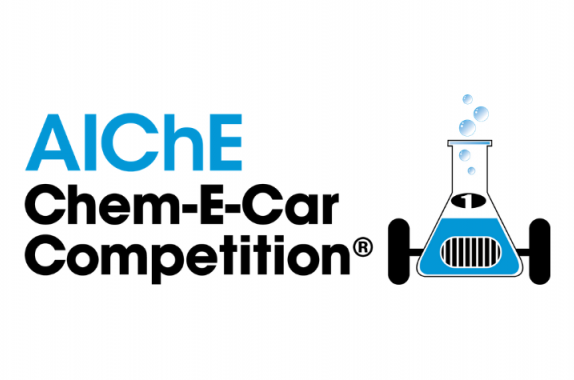 AIChE
Chem-E-Car
Competition®
1